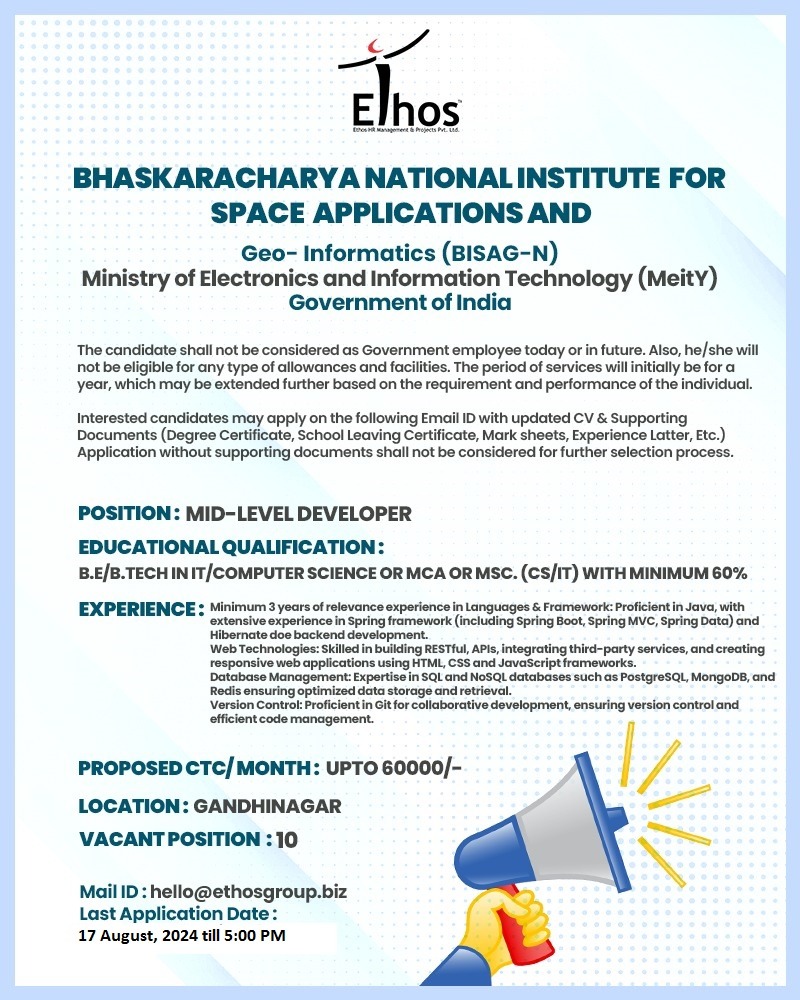 Ethos™
Ethos HR Management & Projects Pvt. Ltd.
BHASKARACHARYA NATIONAL INSTITUTE FOR
SPACE APPLICATIONS AND
Geo- Informatics (BISAG-N)
Ministry of Electronics and Information Technology (MeitY)
Government of India
The candidate shall not be considered as Government employee today or in future. Also, he/she will
not be eligible for any type of allowances and facilities. The period of services will initially be for a
year, which may be extended further based on the requirement and performance of the individual.
Interested candidates may apply on the following Email ID with updated CV & Supporting
Documents (Degree Certificate, School Leaving Certificate, Mark sheets, Experience Latter, Etc.)
Application without supporting documents shall not be considered for further selection process.
POSITION : MID-LEVEL DEVELOPER
EDUCATIONAL QUALIFICATION :
B.E/B.TECH IN IT/COMPUTER SCIENCE OR MCA OR MSC. (CS/IT) WITH MINIMUM 60%
EXPERIENCE : Minimum 3 years of relevance experience in Languages & Framework: Proficient in Java, with
extensive experience in Spring framework (including Spring Boot, Spring MVC, Spring Data) and
Hibernate doe backend development.
Web Technologies: Skilled in building RESTful, APIs, integrating third-party services, and creating
responsive web applications using HTML, CSS and JavaScript frameworks.
Database Management: Expertise in SQL and NoSQL databases such as PostgreSQL, MongoDB, and
Redis ensuring optimized data storage and retrieval.
Version Control: Proficient in Git for collaborative development, ensuring version control and
efficient code management.
PROPOSED CTC/ MONTH : UPTO 60000/-
LOCATION : GANDHINAGAR
VACANT POSITION : 10
Mail ID : hello@ethosgroup.biz
Last Application Date :
17 August, 2024 till 5:00 PM